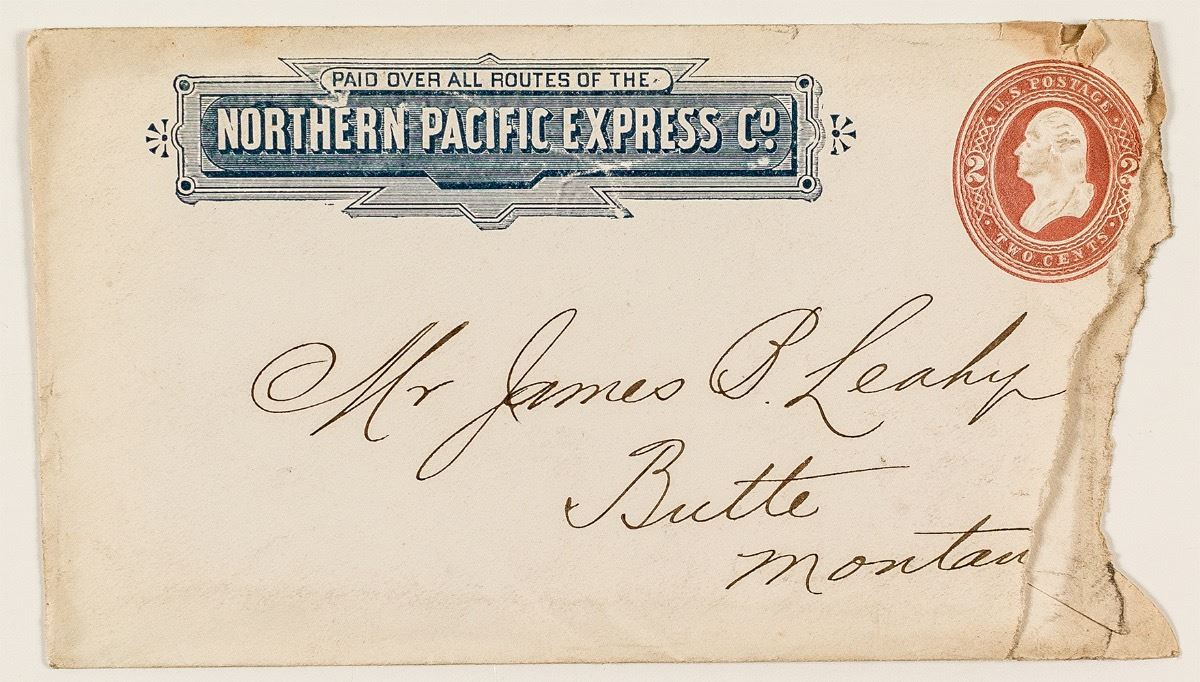 PAID OVER ALL ROUTES OF THE
NORTHERN PACIFIC EXPRESS Cº.
U.S. POSTAGE
2 2
TWO CENTS
Mr James B. Leahy
Butte
Montan